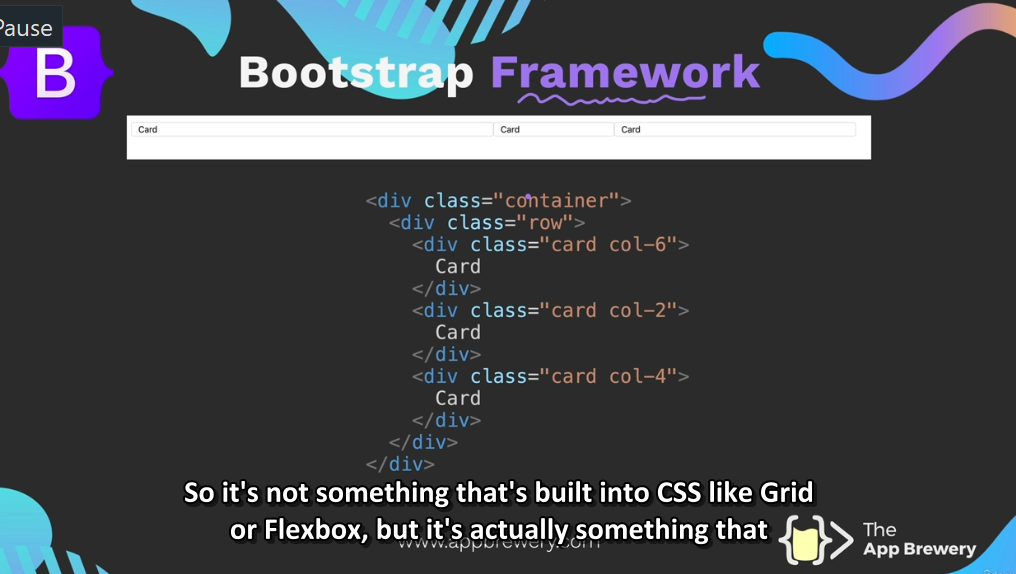 Pause
B
Bootstrap Framework
Card Card Card
<div class="container">
<div class="row">
<div class="card col-6">
Card
</div>
<div class="card col-2">
Card
</div>
<div class="card col-4">
Card
</div>
</div>
</div>
So it's not something that's built into CSS like Grid
or Flexbox, but it's actually something that
www.appbrewery.com
The
App Brewery